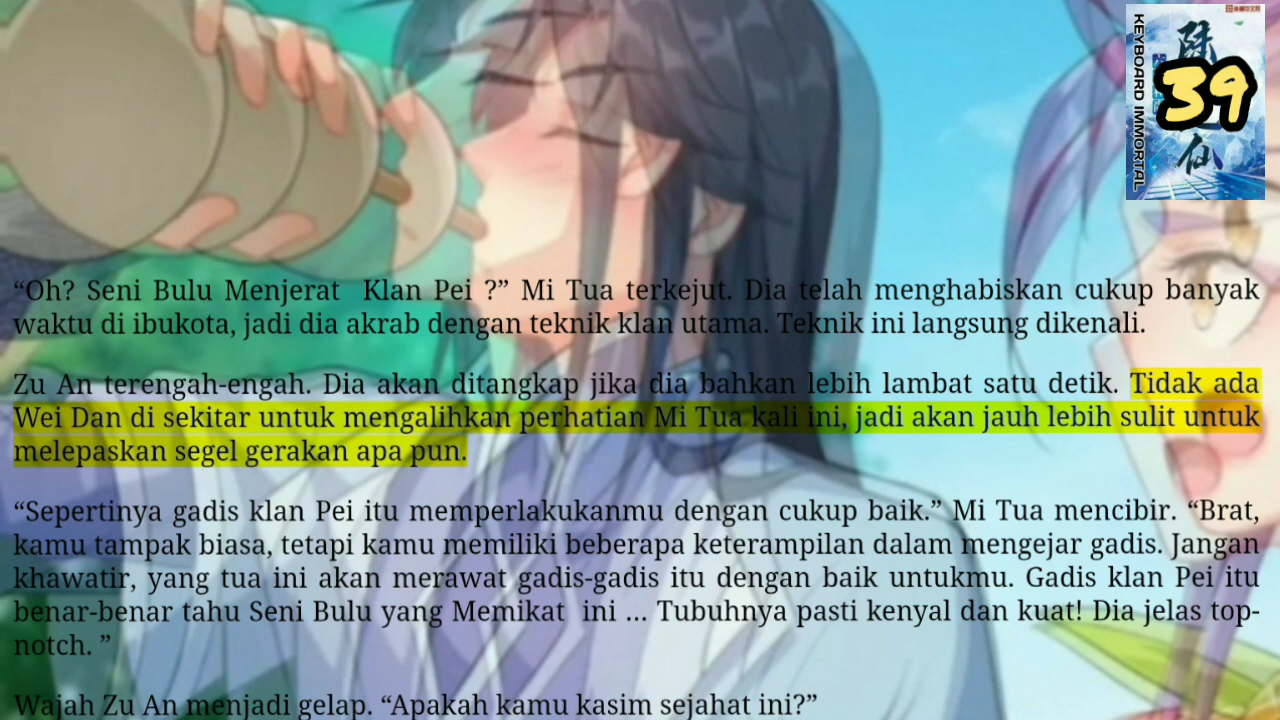 KEYBOARD IMMORTAL
39
仙
“Oh? Seni Bulu Menjerat Klan Pei ?” Mi Tua terkejut. Dia telah menghabiskan cukup banyak
waktu di ibukota, jadi dia akrab dengan teknik klan utama. Teknik ini langsung dikenali.
Zu An terengah-engah. Dia akan ditangkap jika dia bahkan lebih lambat satu detik. Tidak ada
Wei Dan di sekitar untuk mengalihkan perhatian Mi Tua kali ini, jadi akan jauh lebih sulit untuk
melepaskan segel gerakan apa pun.
“Sepertinya gadis klan Pei itu memperlakukanmu dengan cukup baik.” Mi Tua mencibir. “Brat,
kamu tampak biasa, tetapi kamu memiliki beberapa keterampilan dalam mengejar gadis. Jangan
khawatir, yang tua ini akan merawat gadis-gadis itu dengan baik untukmu. Gadis klan Pei itu
benar-benar tahu Seni Bulu yang Memikat ini ... Tubuhnya pasti kenyal dan kuat! Dia jelas top-
notch. ”
Wajah Zu An menjadi gelap. “Apakah kamu kasim sejahat ini?”